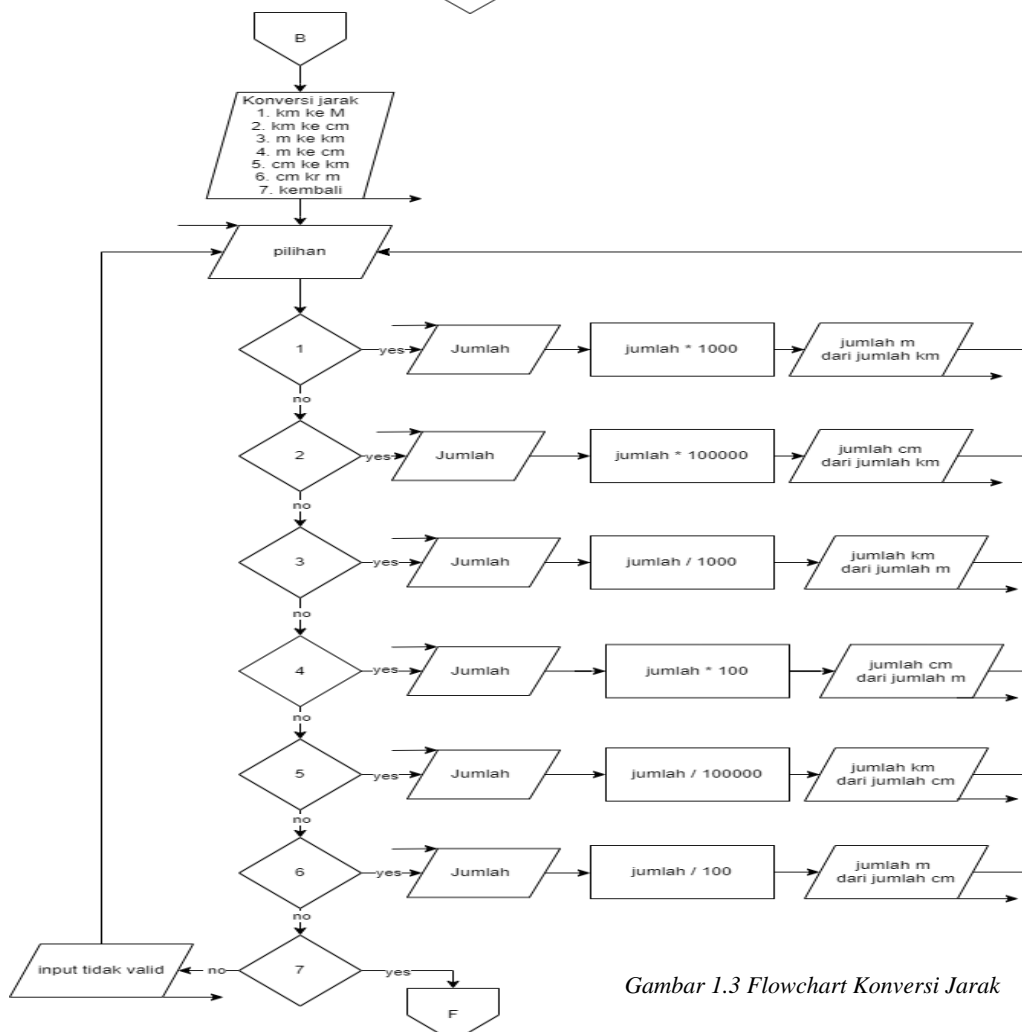 B
Konversi jarak
1. km ke M
2. km ke cm
3. m ke km
4. m ke cm
5. cm ke km
6. cm kr m
7. kembali
pilihan
1
yes
Jumlah
jumlah * 1000
jumlah m
dari jumlah km
no
2
yes
Jumlah
jumlah * 100000
jumlah cm
dari jumlah km
no
3
yes
Jumlah
jumlah / 1000
jumlah km
dari jumlah m
no
4
yes
Jumlah
jumlah * 100
jumlah cm
dari jumlah m
no
5
yes
Jumlah
jumlah / 100000
jumlah km
dari jumlah cm
no
6
yes
Jumlah
jumlah / 100
jumlah m
dari jumlah cm
no
7
no
input tidak valid
yes
F
Gambar 1.3 Flowchart Konversi Jarak